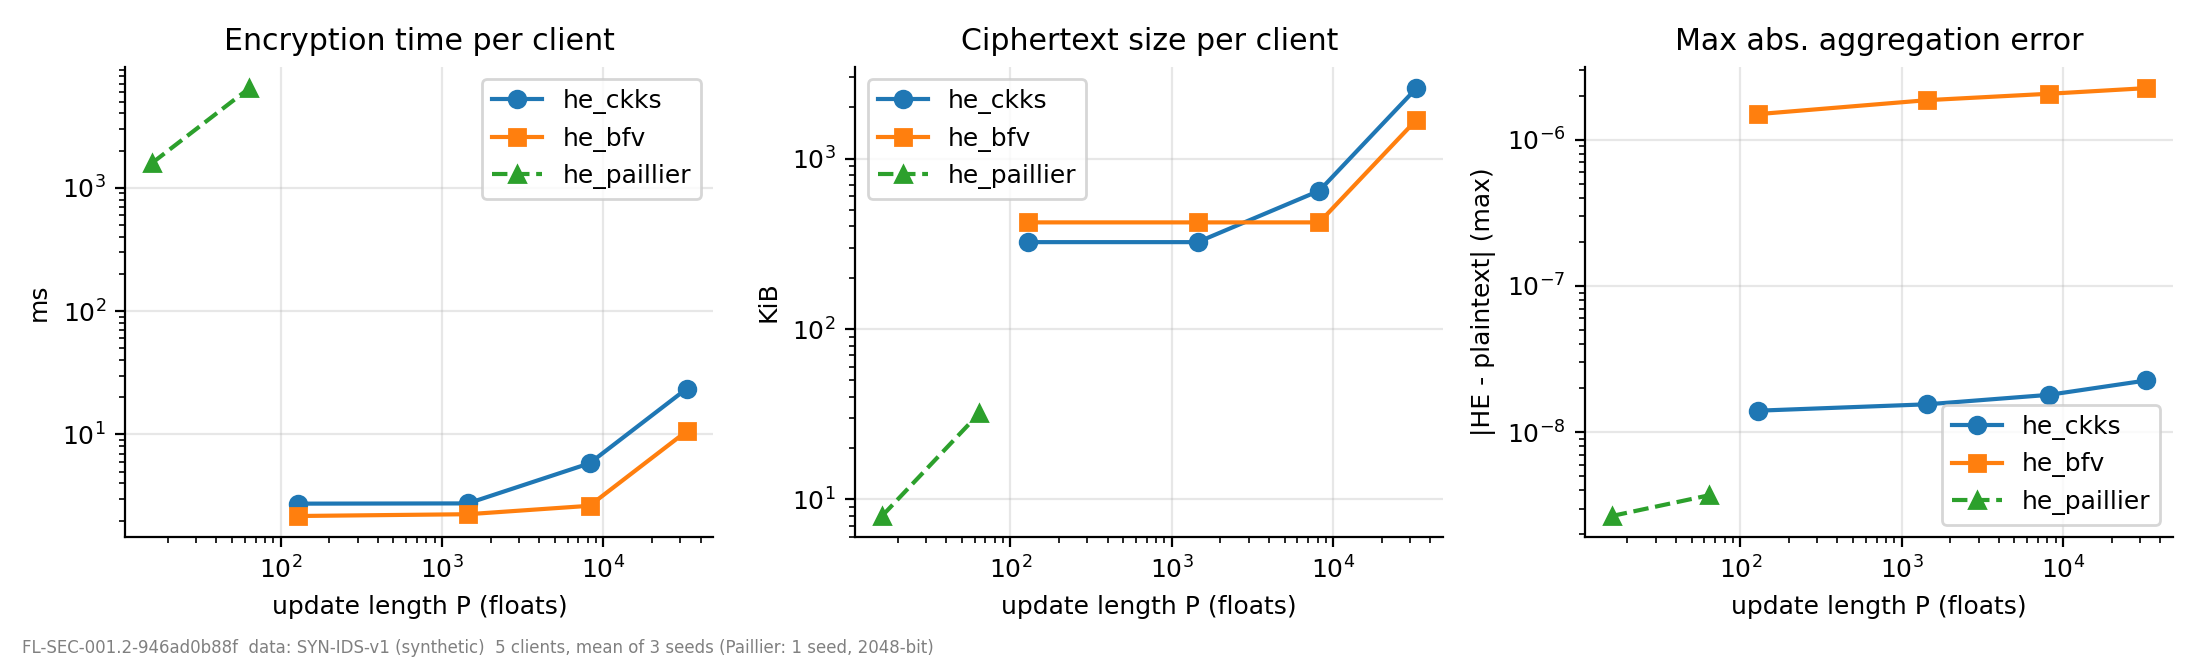 Encryption time per client
Ciphertext size per client
Max abs. aggregation error
he_ckks
he_bfv
he_paillier
10³
10²
10¹
ms
10² 10³ 10⁴
update length P (floats)
he_ckks
he_bfv
he_paillier
10³
10²
10¹
KiB
10² 10³ 10⁴
update length P (floats)
10⁻⁶
10⁻⁷
10⁻⁸
|HE - plaintext| (max)
he_ckks
he_bfv
he_paillier
10² 10³ 10⁴
update length P (floats)
FL-SEC-001.2-946ad0b88f data: SYN-IDS-v1 (synthetic) 5 clients, mean of 3 seeds (Paillier: 1 seed, 2048-bit)